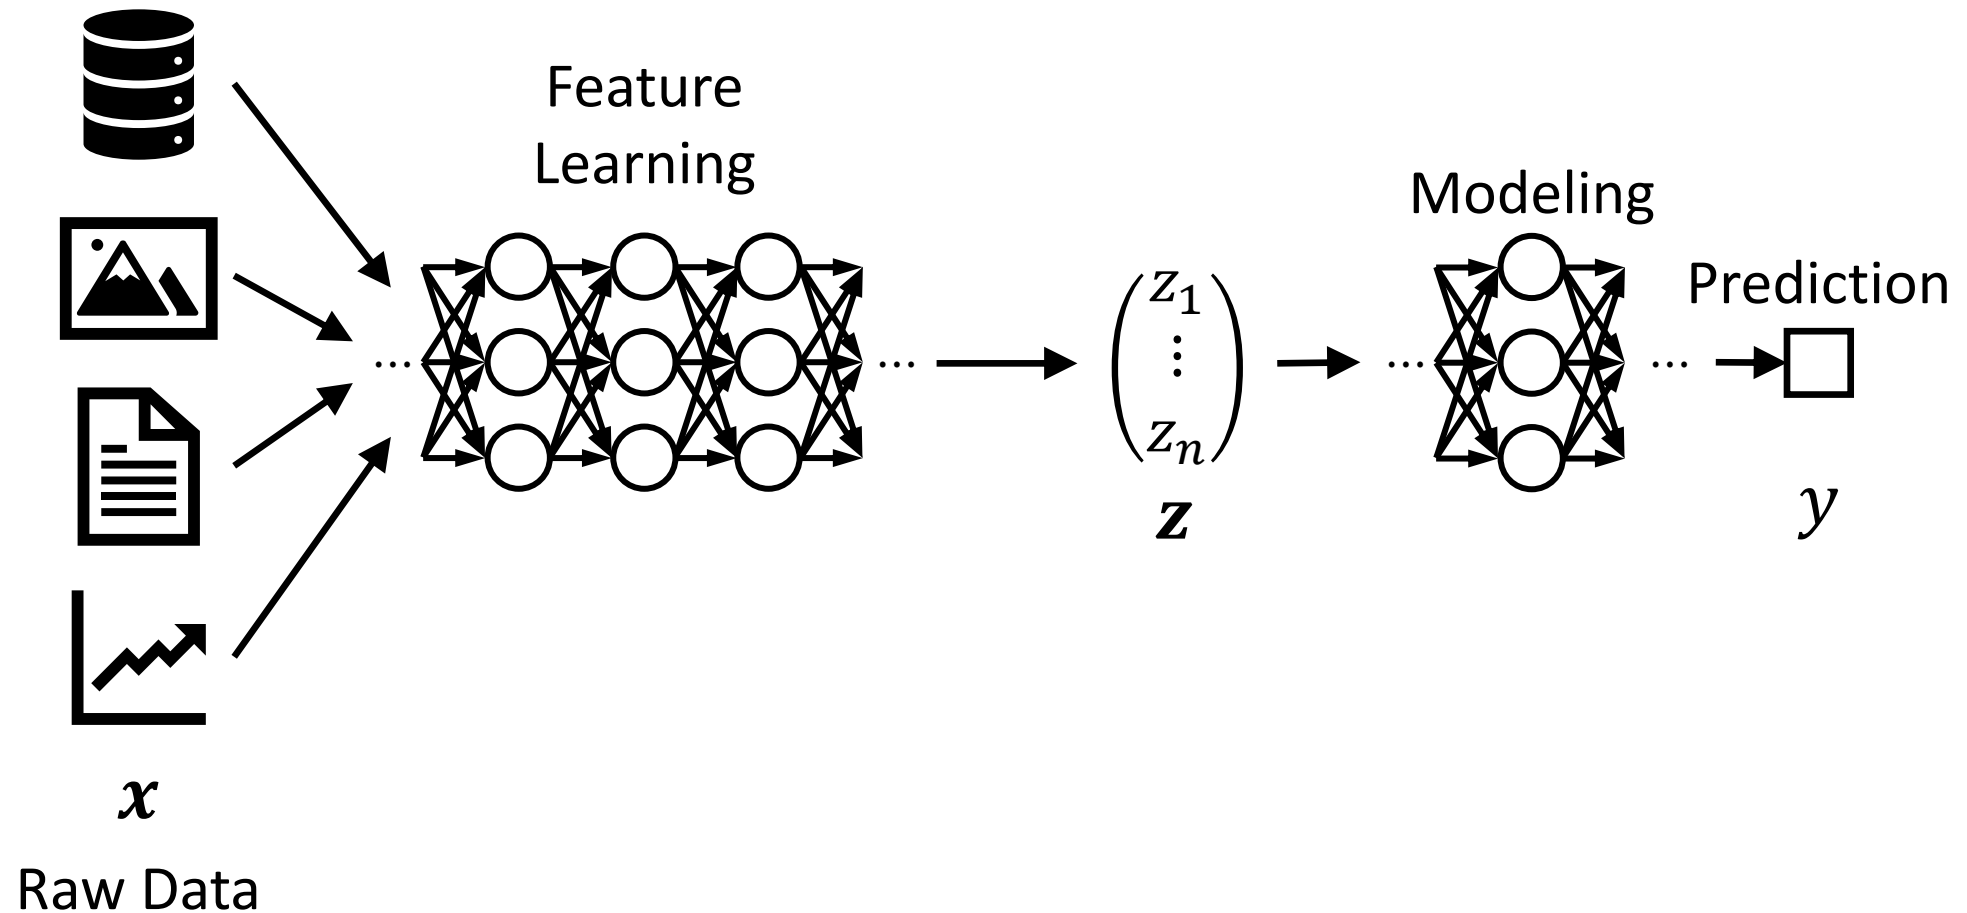 Feature
Learning
Modeling
Prediction
...
...
z1
⋮
zn
z
...
...
y
x
Raw Data